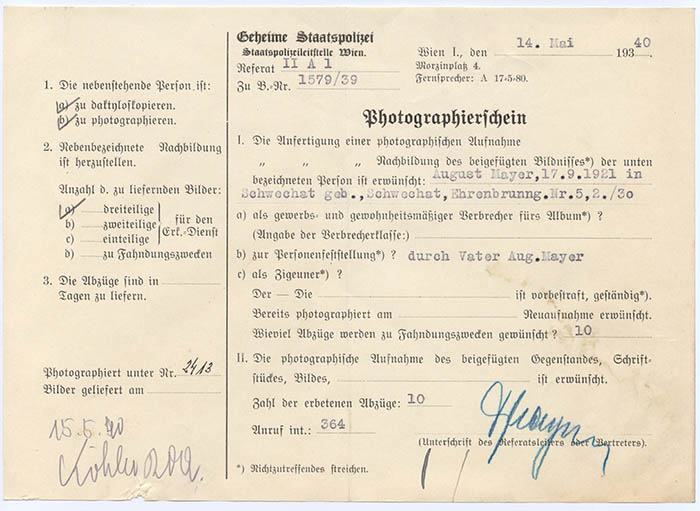 Geheime Staatspolizei
Staatspolizeileitstelle Wien.
Referat II A 1
Zu B.-Nr. 1579/39
Wien I., den 14. Mai 1930. 40
Morzinplatz 4.
Fernsprecher: A 17-5-80.
1. Die nebenstehende Person ist:
a) zu daktyloskopieren.
b) zu photographieren.
2. Nebenbezeichnete Nachbildung
ist herzustellen.
Anzahl d. zu liefernden Bilder:
a) dreiteilige
b) zweiteilige
c) einteilige
für den
Erk.-Dienst
d) zu Fahndungszwecken
3. Die Abzüge sind in
Tagen zu liefern.
Photographiert unter Nr. 2413
Bilder geliefert am
15.5.40
Photographierschein
I. Die Anfertigung einer photographischen Aufnahme
„ „ „ Nachbildung des beigefügten Bildnisses*) der unten
bezeichneten Person ist erwünscht: August Mayer,17.9.1921 in
Schwechat geb.,Schwechat,Ehrenbrunng.Nr.5,2./30
a) als gewerbs- und gewohnheitsmäßiger Verbrecher fürs Album*) ?
(Angabe der Verbrecherklasse:)
b) zur Personenfeststellung*) ? durch Vater Aug.Mayer
c) als Zigeuner*) ?
Der — Die ist vorbestraft, geständig*).
Bereits photographiert am Neuaufnahme erwünscht.
Wieviel Abzüge werden zu Fahndungszwecken gewünscht ? 10
II. Die photographische Aufnahme des beigefügten Gegenstandes, Schrift-
stückes, Bildes, ist erwünscht.
Zahl der erbetenen Abzüge: 10
Anruf int.: 364
(Unterschrift des Referatsleiters oder Vertreters).
*) Nichtzutreffendes streichen.